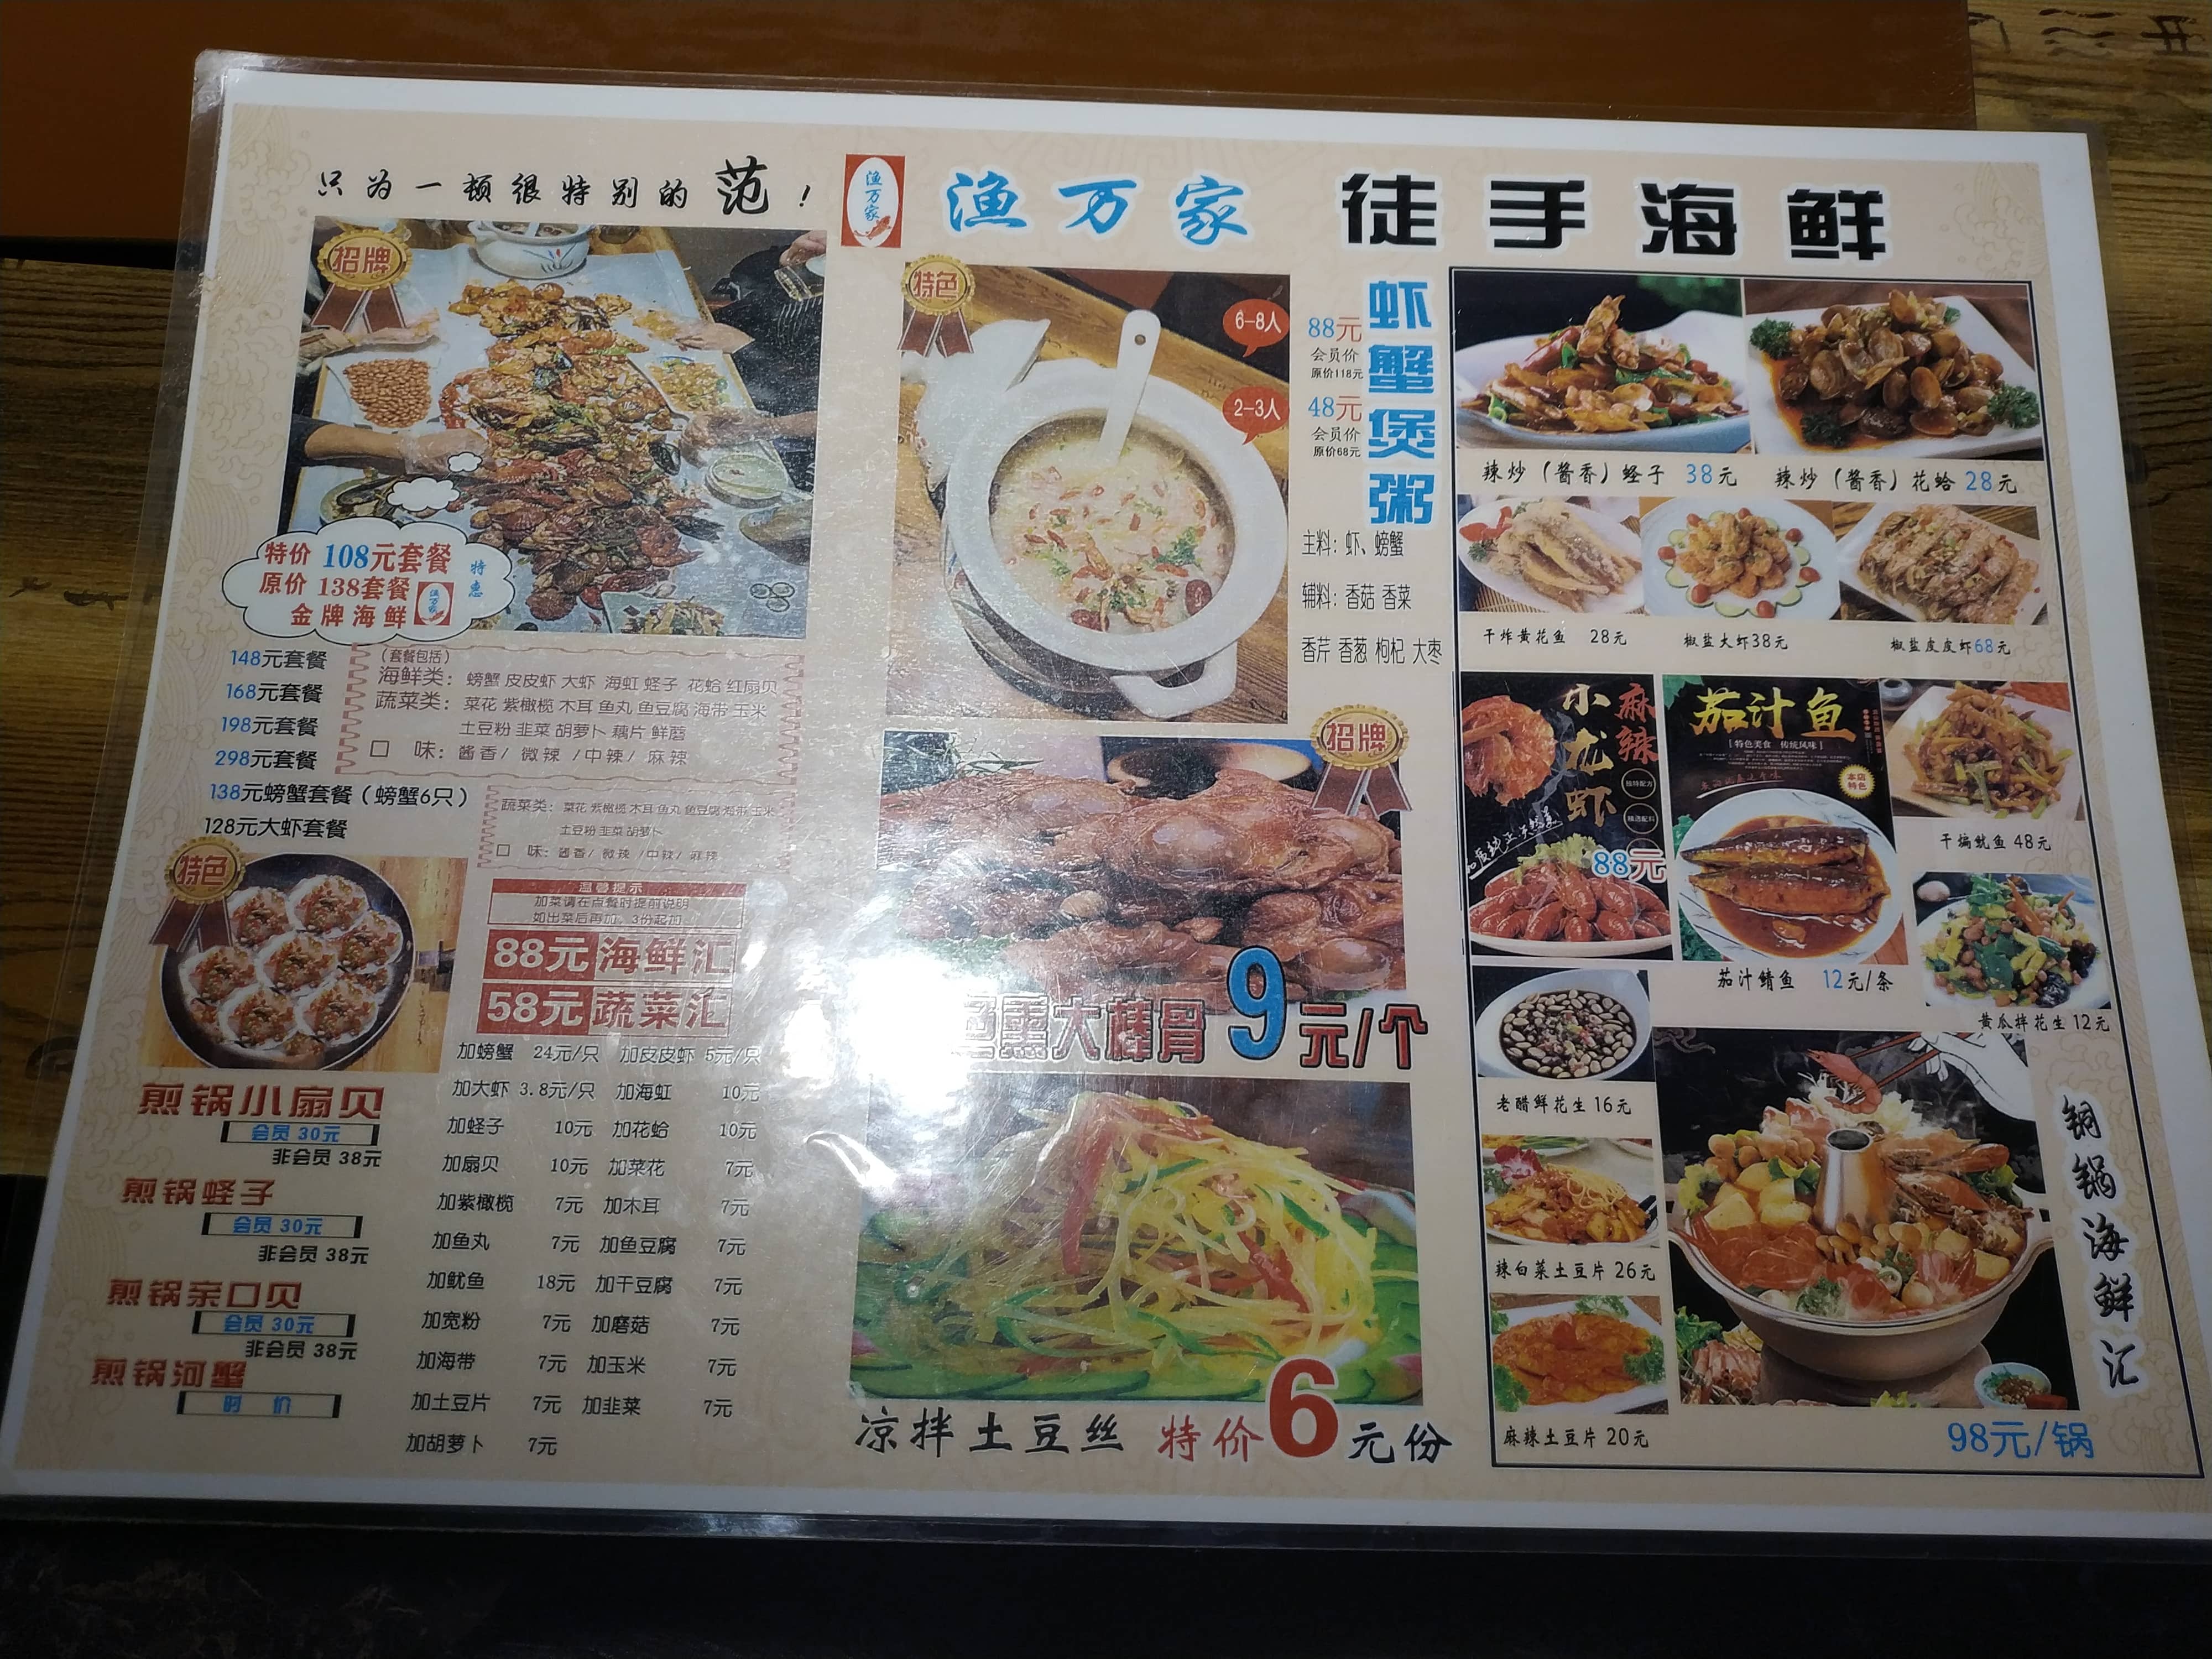 只为一顿很特别的范！
渔万家
渔万家 徒手海鲜
招牌
特价 108元套餐
原价 138套餐
金牌海鲜
渔万家
特惠
148元套餐
168元套餐
198元套餐
298元套餐
138元螃蟹套餐（螃蟹6只）
128元大虾套餐
（套餐包括）
海鲜类：螃蟹 皮皮虾 大虾 海虹 蛏子 花蛤 红扇贝
蔬菜类：菜花 紫橄榄 木耳 鱼丸 鱼豆腐 海带 玉米
土豆粉 韭菜 胡萝卜 藕片 鲜蘑
口 味：酱香/ 微辣 /中辣/ 麻辣
蔬菜类：菜花 紫橄榄 木耳 鱼丸 鱼豆腐 海带 玉米
土豆粉 韭菜 胡萝卜
口 味：酱香/ 微辣 /中辣/ 麻辣
温馨提示
加菜请在点餐时提前说明
如出菜后再加，3份起加
88元海鲜汇
58元蔬菜汇
特色
煎锅小扇贝
会员 30元
非会员 38元
煎锅蛏子
会员 30元
非会员 38元
煎锅亲口贝
会员 30元
非会员 38元
煎锅河蟹
时 价
加螃蟹 24元/只 加皮皮虾 5元/只
加大虾 3.8元/只 加海虹 10元
加蛏子 10元 加花蛤 10元
加扇贝 10元 加菜花 7元
加紫橄榄 7元 加木耳 7元
加鱼丸 7元 加鱼豆腐 7元
加鱿鱼 18元 加干豆腐 7元
加宽粉 7元 加磨菇 7元
加海带 7元 加玉米 7元
加土豆片 7元 加韭菜 7元
加胡萝卜 7元
特色
6-8人
88元
会员价
原价118元
2-3人
48元
会员价
原价68元
虾蟹煲粥
主料：虾、螃蟹
辅料：香菇 香菜
香芹 香葱 枸杞 大枣
招牌
熏大棒骨 9元/个
凉拌土豆丝 特价6元份
辣炒（酱香）蛏子 38元
辣炒（酱香）花蛤 28元
干炸黄花鱼 28元
椒盐大虾38元
椒盐皮皮虾68元
麻辣
小龙虾
独特配方
精选配料
88元
茄汁鱼
[ 特色美食 传统风味 ]
本店特色
茄汁鲭鱼 12元/条
干煸鱿鱼 48元
黄瓜拌花生 12元
老醋鲜花生 16元
辣白菜土豆片 26元
麻辣土豆片 20元
铜锅海鲜汇
98元/锅